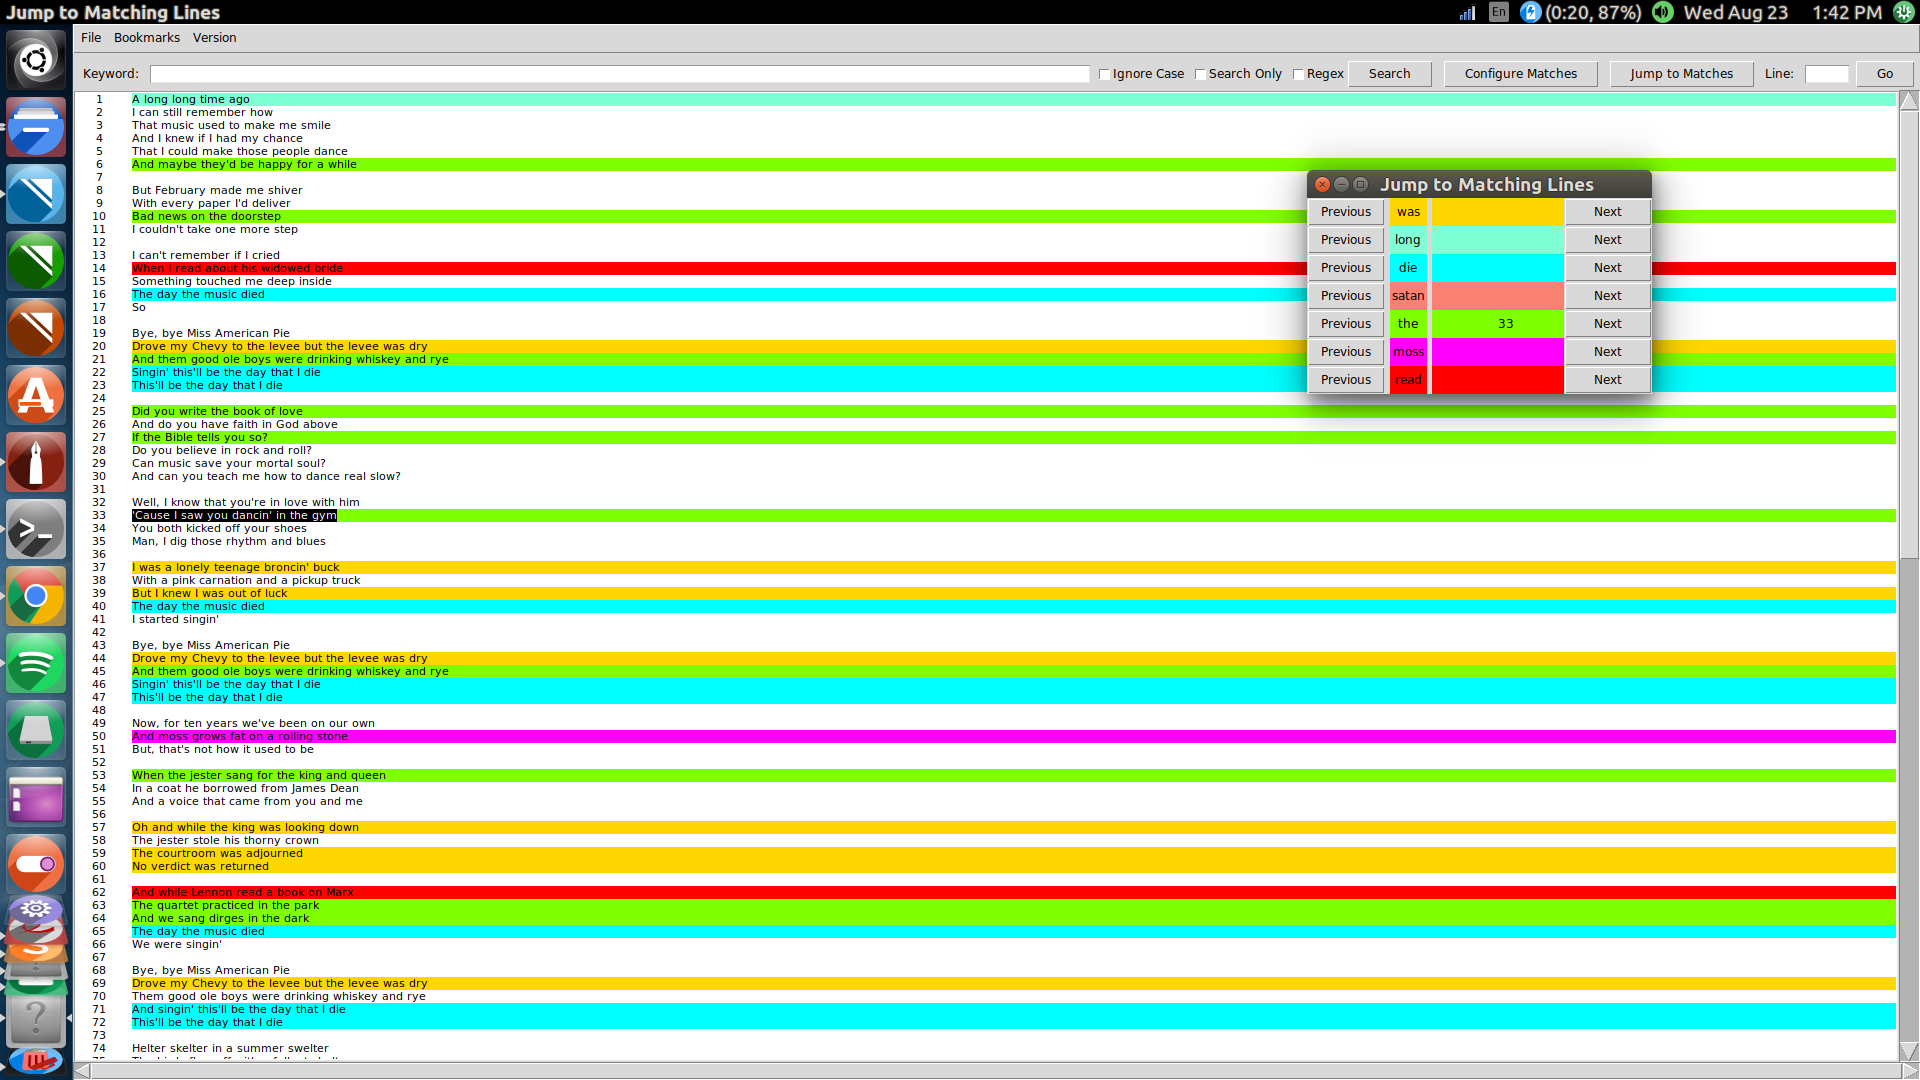 Jump to Matching Lines
En
(0:20, 87%)
Wed Aug 23
1:42 PM
File Bookmarks Version
Keyword: Ignore Case Search Only Regex Search Configure Matches Jump to Matches Line: Go
1 A long long time ago
2 I can still remember how
3 That music used to make me smile
4 And I knew if I had my chance
5 That I could make those people dance
6 And maybe they'd be happy for a while
7
8 But February made me shiver
9 With every paper I'd deliver
10 Bad news on the doorstep
11 I couldn't take one more step
12
13 I can't remember if I cried
14 When I read about his widowed bride
15 Something touched me deep inside
16 The day the music died
17 So
18
19 Bye, bye Miss American Pie
20 Drove my Chevy to the levee but the levee was dry
21 And them good ole boys were drinking whiskey and rye
22 Singin' this'll be the day that I die
23 This'll be the day that I die
24
25 Did you write the book of love
26 And do you have faith in God above
27 If the Bible tells you so?
28 Do you believe in rock and roll?
29 Can music save your mortal soul?
30 And can you teach me how to dance real slow?
31
32 Well, I know that you're in love with him
33 'Cause I saw you dancin' in the gym
34 You both kicked off your shoes
35 Man, I dig those rhythm and blues
36
37 I was a lonely teenage broncin' buck
38 With a pink carnation and a pickup truck
39 But I knew I was out of luck
40 The day the music died
41 I started singin'
42
43 Bye, bye Miss American Pie
44 Drove my Chevy to the levee but the levee was dry
45 And them good ole boys were drinking whiskey and rye
46 Singin' this'll be the day that I die
47 This'll be the day that I die
48
49 Now, for ten years we've been on our own
50 And moss grows fat on a rolling stone
51 But, that's not how it used to be
52
53 When the jester sang for the king and queen
54 In a coat he borrowed from James Dean
55 And a voice that came from you and me
56
57 Oh and while the king was looking down
58 The jester stole his thorny crown
59 The courtroom was adjourned
60 No verdict was returned
61
62 And while Lennon read a book on Marx
63 The quartet practiced in the park
64 And we sang dirges in the dark
65 The day the music died
66 We were singin'
67
68 Bye, bye Miss American Pie
69 Drove my Chevy to the levee but the levee was dry
70 Them good ole boys were drinking whiskey and rye
71 And singin' this'll be the day that I die
72 This'll be the day that I die
73
74 Helter skelter in a summer swelter
Jump to Matching Lines
Previous was Next
Previous long Next
Previous die Next
Previous satan Next
Previous the 33 Next
Previous moss Next
Previous read Next